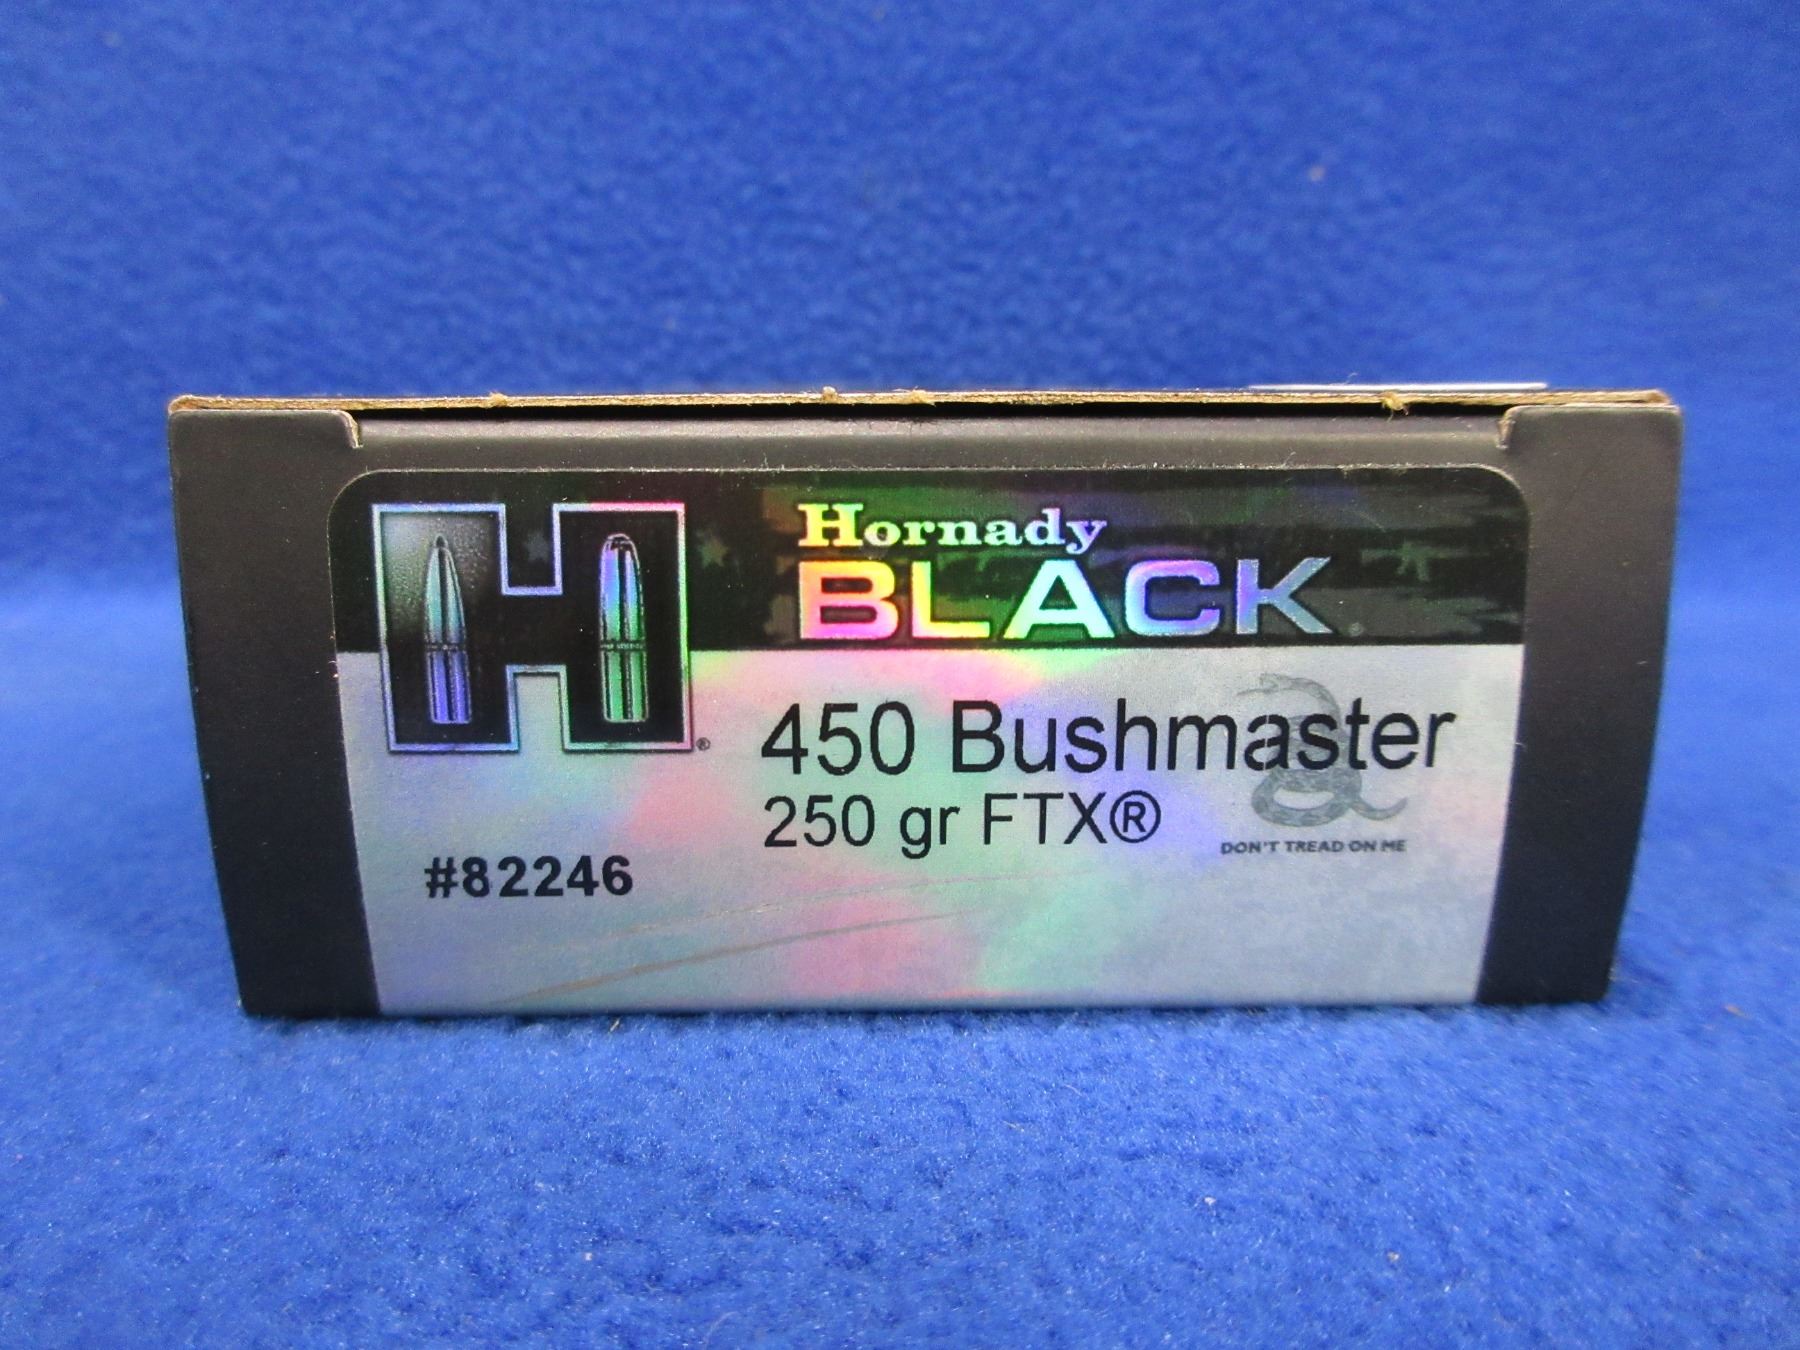 H®
Hornady
BLACK®
450 Bushmaster
250 gr FTX®
DON'T TREAD ON ME
#82246